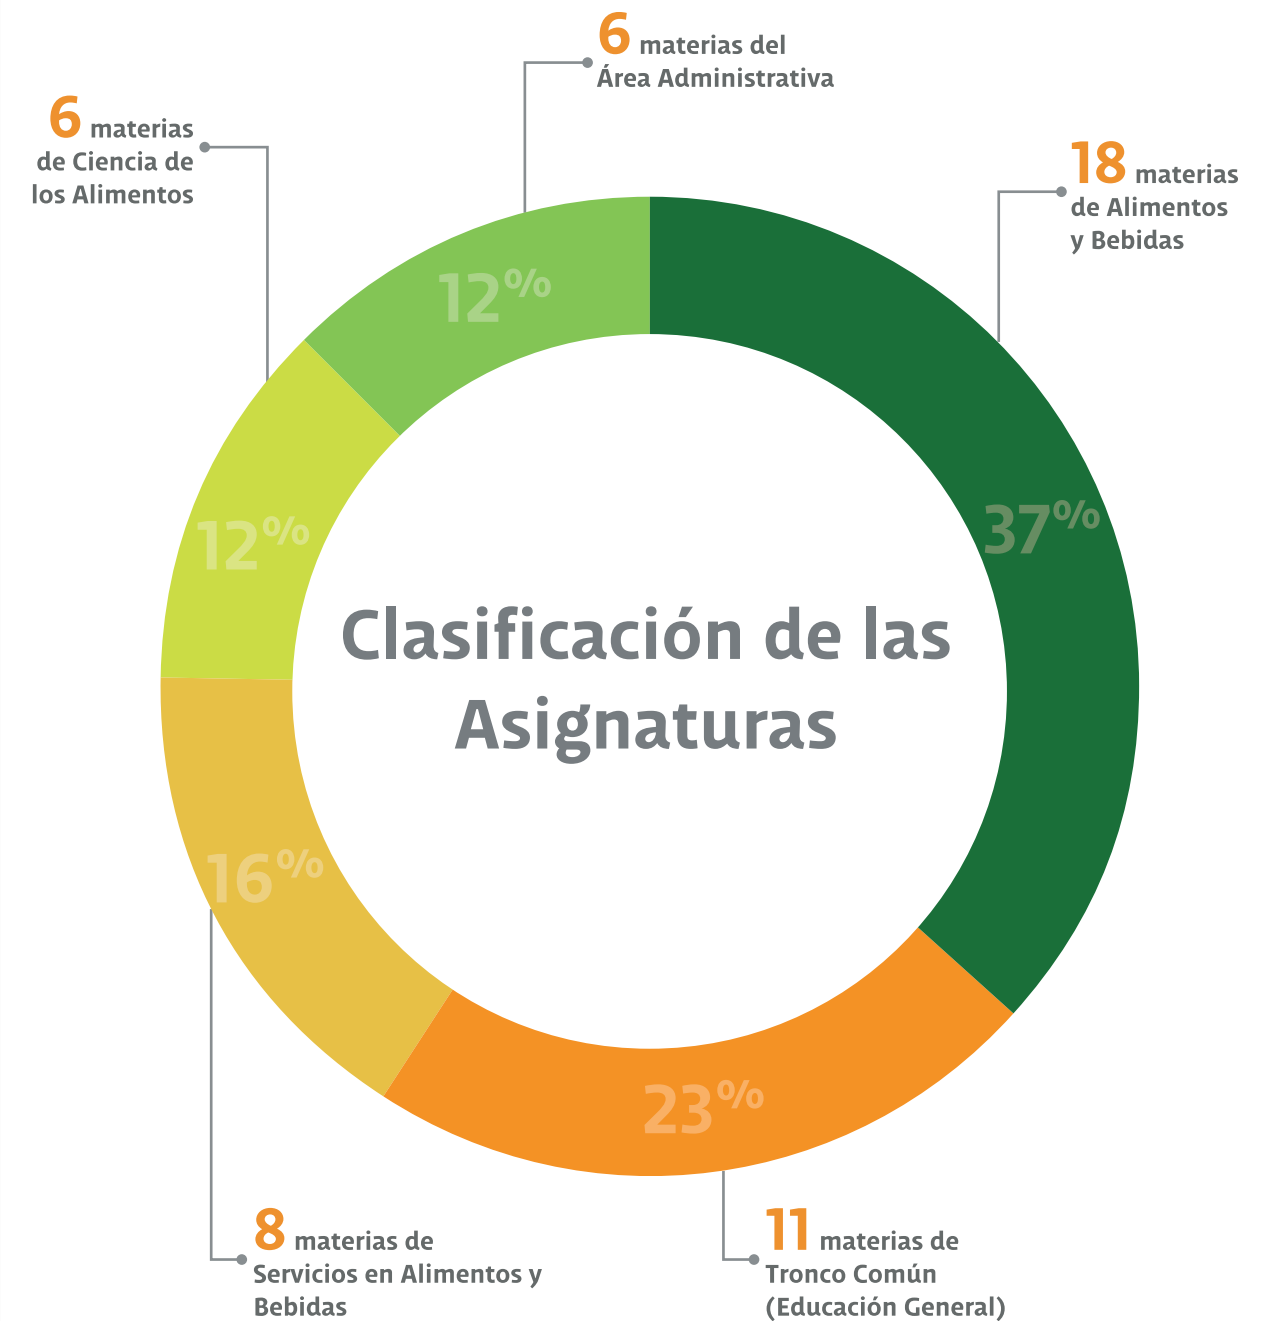 6 materias del
Área Administrativa
6 materias
de Ciencia de
los Alimentos
18 materias
de Alimentos
y Bebidas
12%
37%
12%
Clasificación de las
Asignaturas
16%
23%
8 materias de
Servicios en Alimentos y
Bebidas
11 materias de
Tronco Común
(Educación General)